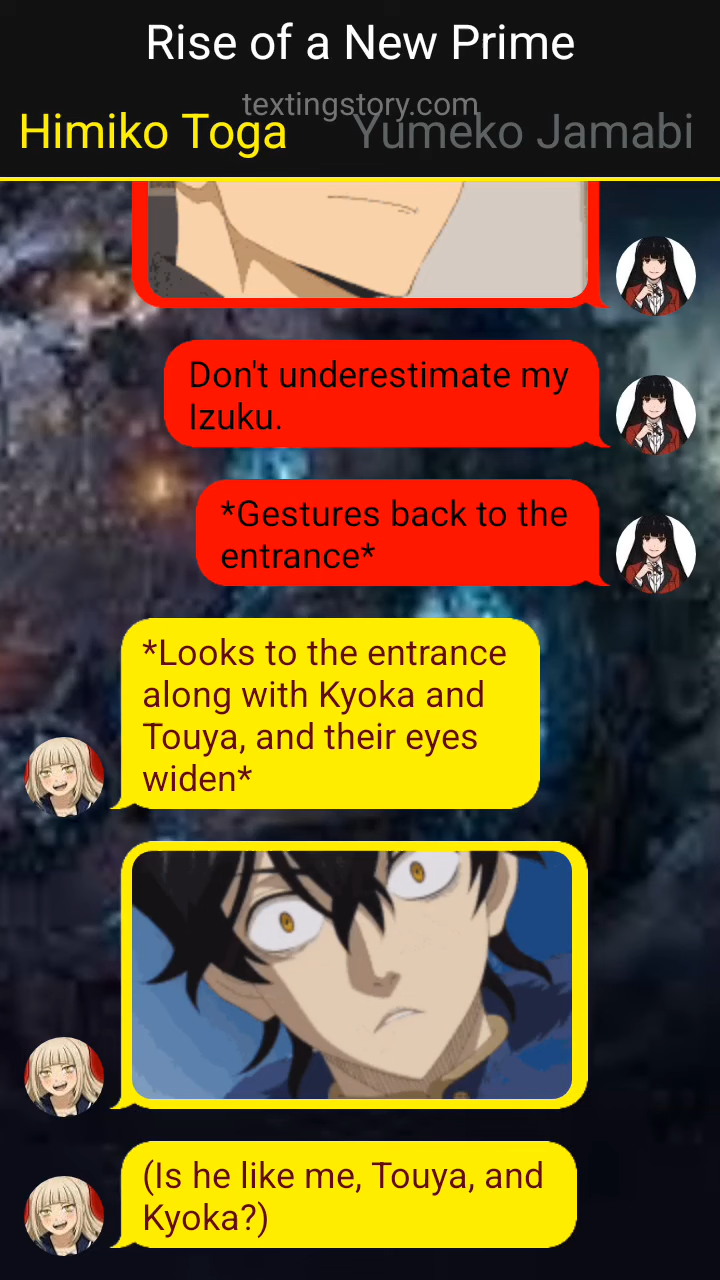 Rise of a New Prime
textingstory.com
Himiko Toga
Yumeko Jamabi
Don't underestimate my
Izuku.
*Gestures back to the
entrance*
*Looks to the entrance
along with Kyoka and
Touya, and their eyes
widen*
(Is he like me, Touya, and
Kyoka?)